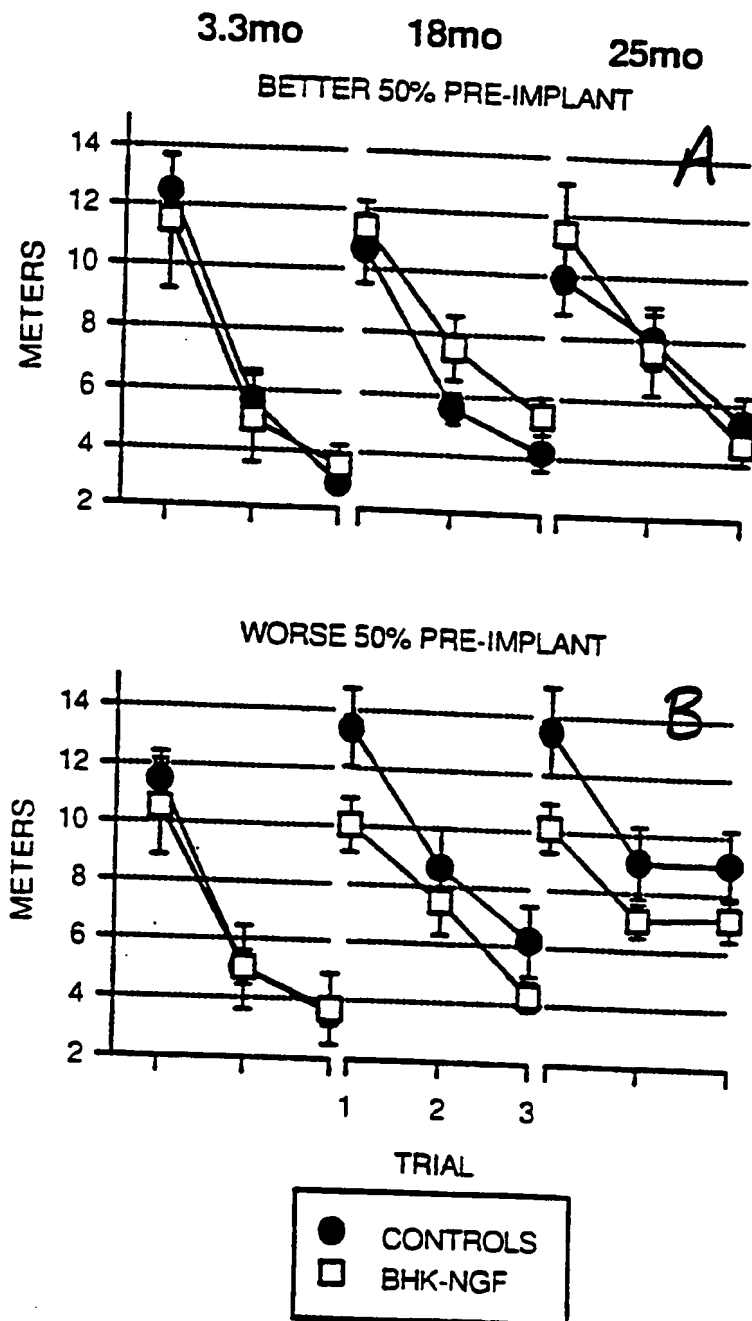 3.3mo 18mo 25mo
BETTER 50% PRE-IMPLANT
A
14
12
10
8
6
4
2
METERS
WORSE 50% PRE-IMPLANT
B
14
12
10
8
6
4
2
METERS
1 2 3
TRIAL
CONTROLS
BHK-NGF